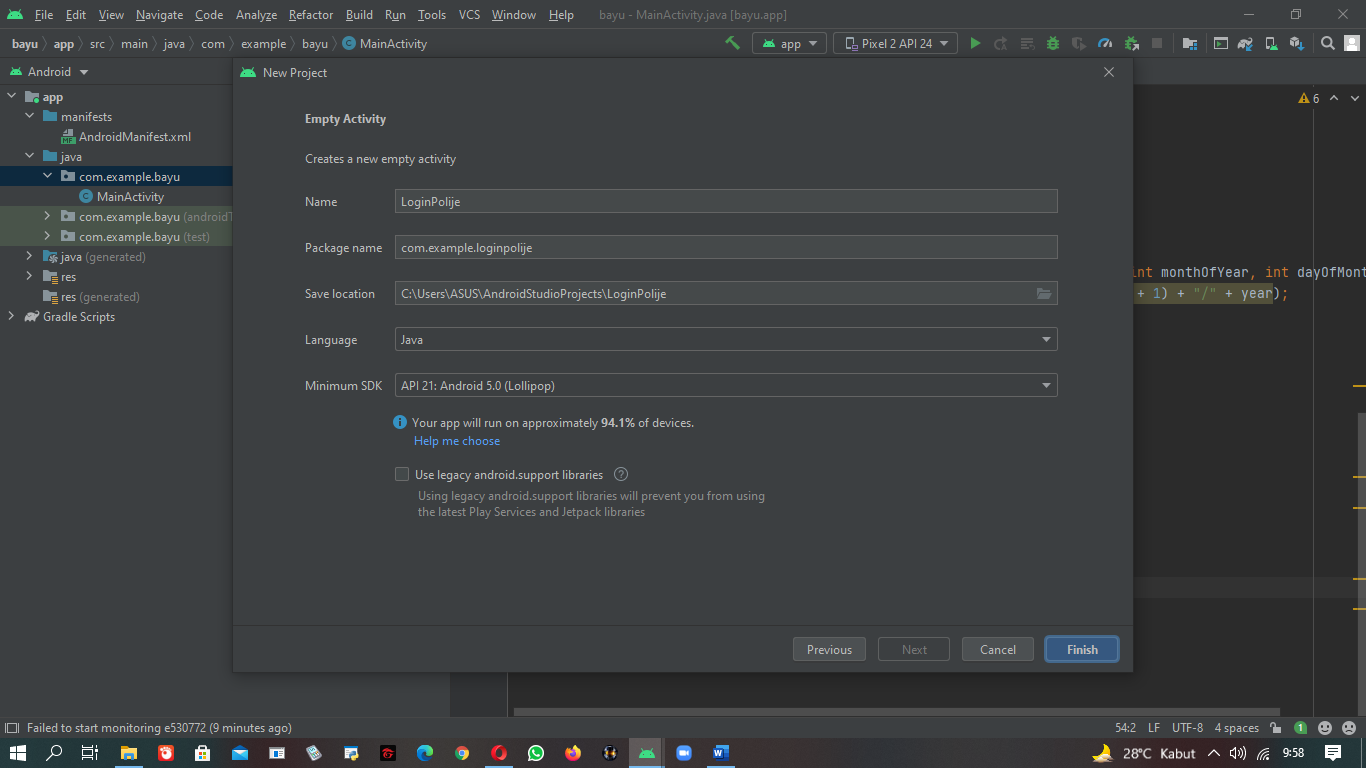 File Edit View Navigate Code Analyze Refactor Build Run Tools VCS Window Help bayu - MainActivity.java [bayu.app]
bayu app src main java com example bayu MainActivity app Pixel 2 API 24
Android
New Project
app
manifests
AndroidManifest.xml
java
com.example.bayu
MainActivity
com.example.bayu (androidT
com.example.bayu (test)
java (generated)
res
res (generated)
Gradle Scripts
Empty Activity
Creates a new empty activity
Name LoginPolije
Package name com.example.loginpolije
Save location C:\Users\ASUS\AndroidStudioProjects\LoginPolije
Language Java
Minimum SDK API 21: Android 5.0 (Lollipop)
Your app will run on approximately 94.1% of devices.
Help me choose
Use legacy android.support libraries
Using legacy android.support libraries will prevent you from using
the latest Play Services and Jetpack libraries
Previous Next Cancel Finish
6
int monthOfYear, int dayOfMont
+ 1) + "/" + year);
Failed to start monitoring e530772 (9 minutes ago) 54:2 LF UTF-8 4 spaces 1
28°C Kabut 9:58